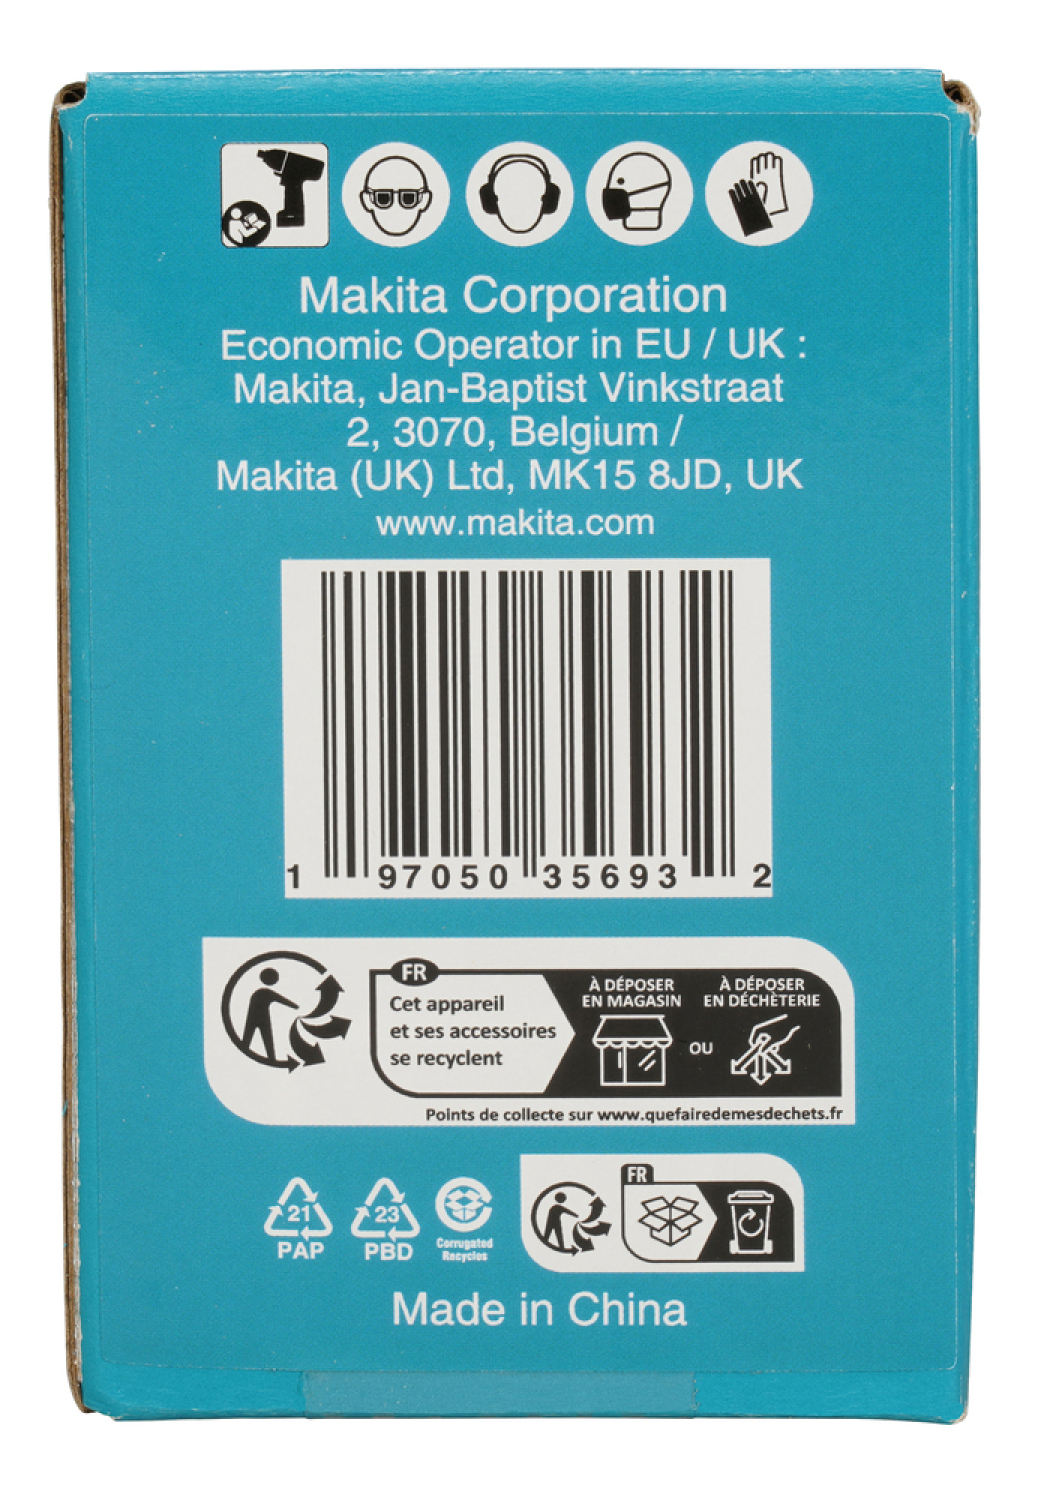 Makita Corporation
Economic Operator in EU / UK :
Makita, Jan-Baptist Vinkstraat
2, 3070, Belgium /
Makita (UK) Ltd, MK15 8JD, UK
www.makita.com
1 97050 35693 2
FR
Cet appareil
et ses accessoires
se recyclent
À DÉPOSER
EN MAGASIN
OU
À DÉPOSER
EN DÉCHÈTERIE
Points de collecte sur www.quefairedemesdechets.fr
21
PAP
23
PBD
Corrugated
Recycles
FR
Made in China